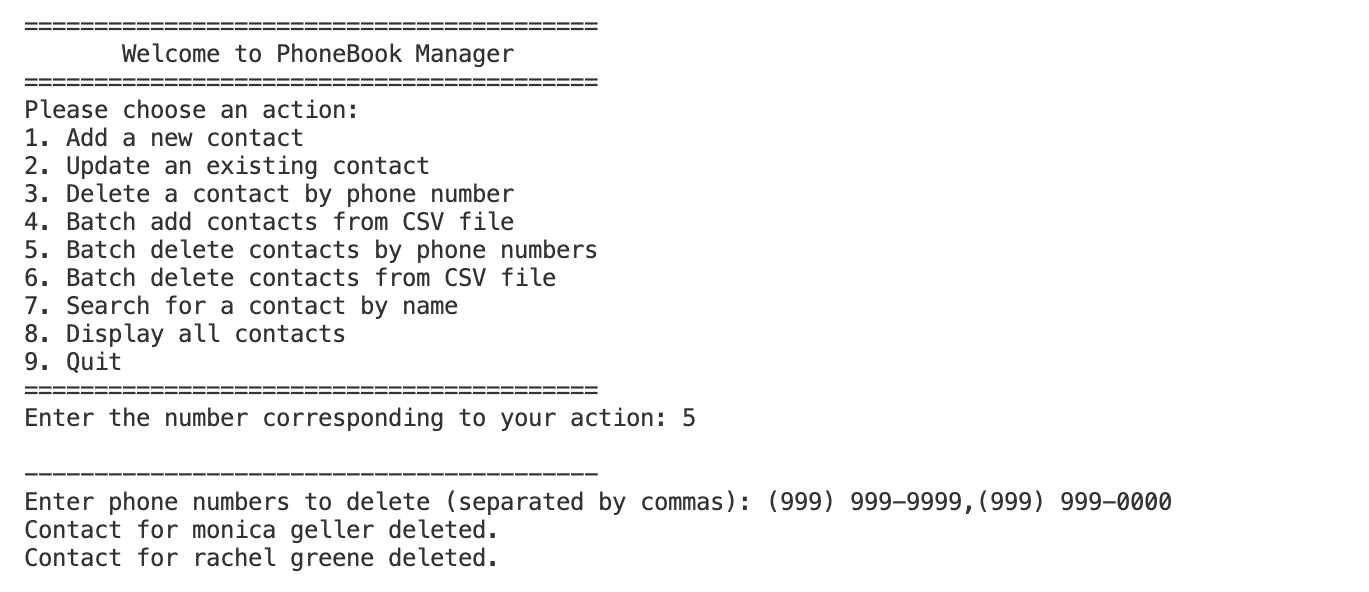 =========================================
       Welcome to PhoneBook Manager
=========================================
Please choose an action:
1. Add a new contact
2. Update an existing contact
3. Delete a contact by phone number
4. Batch add contacts from CSV file
5. Batch delete contacts by phone numbers
6. Batch delete contacts from CSV file
7. Search for a contact by name
8. Display all contacts
9. Quit
=========================================
Enter the number corresponding to your action: 5

-----------------------------------------
Enter phone numbers to delete (separated by commas): (999) 999-9999,(999) 999-0000
Contact for monica geller deleted.
Contact for rachel greene deleted.